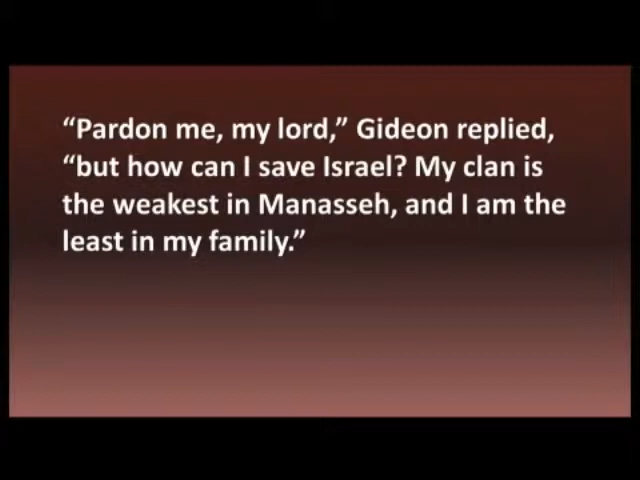 “Pardon me, my lord,” Gideon replied,
“but how can I save Israel? My clan is
the weakest in Manasseh, and I am the
least in my family.”